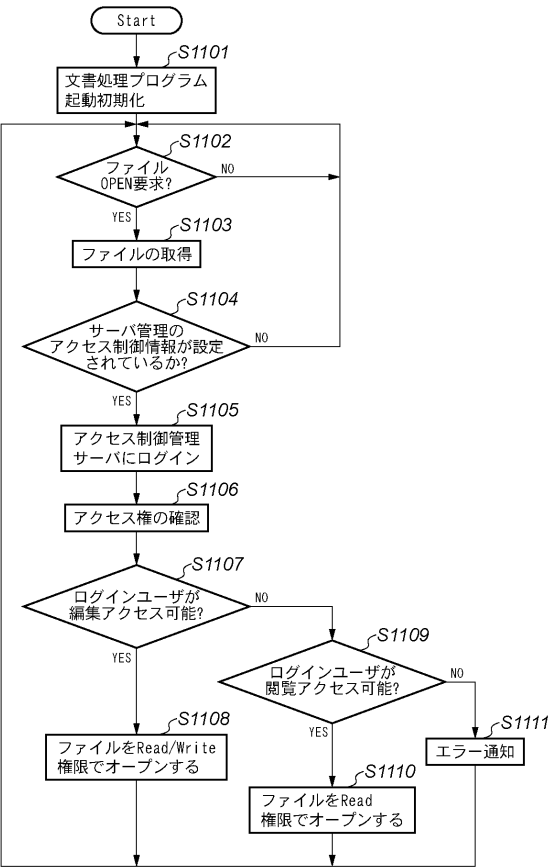 Start
S1101
文書処理プログラム
起動初期化
S1102
ファイル
OPEN要求?
NO
YES
S1103
ファイルの取得
S1104
サーバ管理の
アクセス制御情報が設定
されているか?
NO
YES
S1105
アクセス制御管理
サーバにログイン
S1106
アクセス権の確認
S1107
ログインユーザが
編集アクセス可能?
NO
YES
S1109
ログインユーザが
閲覧アクセス可能?
NO
YES
S1108
ファイルをRead/Write
権限でオープンする
S1111
エラー通知
S1110
ファイルをRead
権限でオープンする